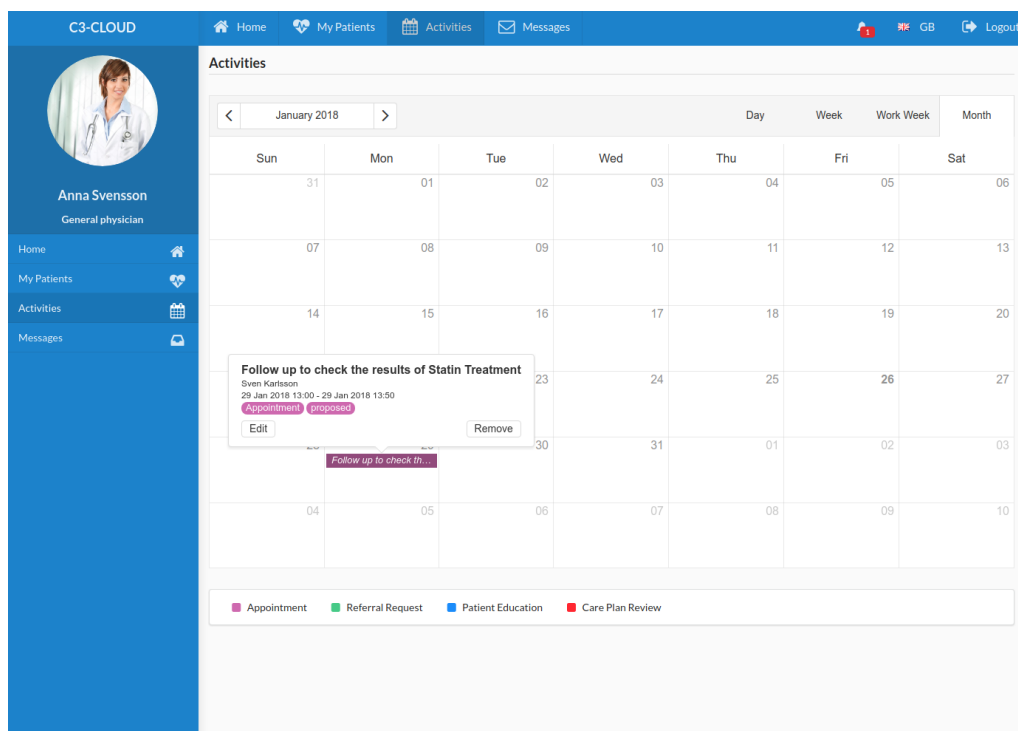 C3-CLOUD
Home My Patients Activities Messages 1 GB Logout
Anna Svensson
General physician
Home
My Patients
Activities
Messages
Activities
January 2018 Day Week Work Week Month
Sun Mon Tue Wed Thu Fri Sat
31 01 02 03 04 05 06
07 08 09 10 11 12 13
14 15 16 17 18 19 20
Follow up to check the results of Statin Treatment
Sven Karlsson
29 Jan 2018 13:00 - 29 Jan 2018 13:50
Appointment proposed
Edit Remove
23 24 25 26 27
30 31 01 02 03
Follow up to check th...
04 05 06 07 08 09 10
Appointment Referral Request Patient Education Care Plan Review